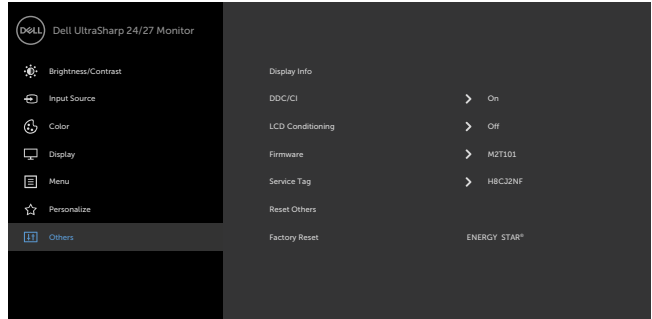 DELL Dell UltraSharp 24/27 Monitor
Brightness/Contrast Display Info
Input Source DDC/CI On
Color LCD Conditioning Off
Display Firmware M2T101
Menu Service Tag H8CJ2NF
Personalize Reset Others
Others Factory Reset ENERGY STAR®